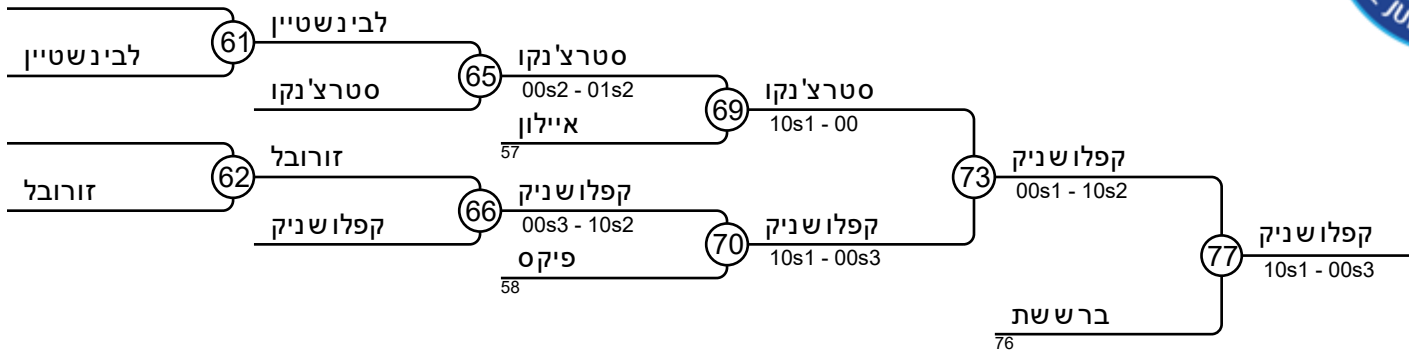 לבינשטיין
61
לבינשטיין
סטרצ'נקו
65
סטרצ'נקו
00s2 - 01s2
איילון
57
69
סטרצ'נקו
10s1 - 00
זורובל
62
זורובל
קפלושניק
66
קפלושניק
00s3 - 10s2
פיקס
58
70
קפלושניק
10s1 - 00s3
73
קפלושניק
00s1 - 10s2
ברששת
76
77
קפלושניק
10s1 - 00s3